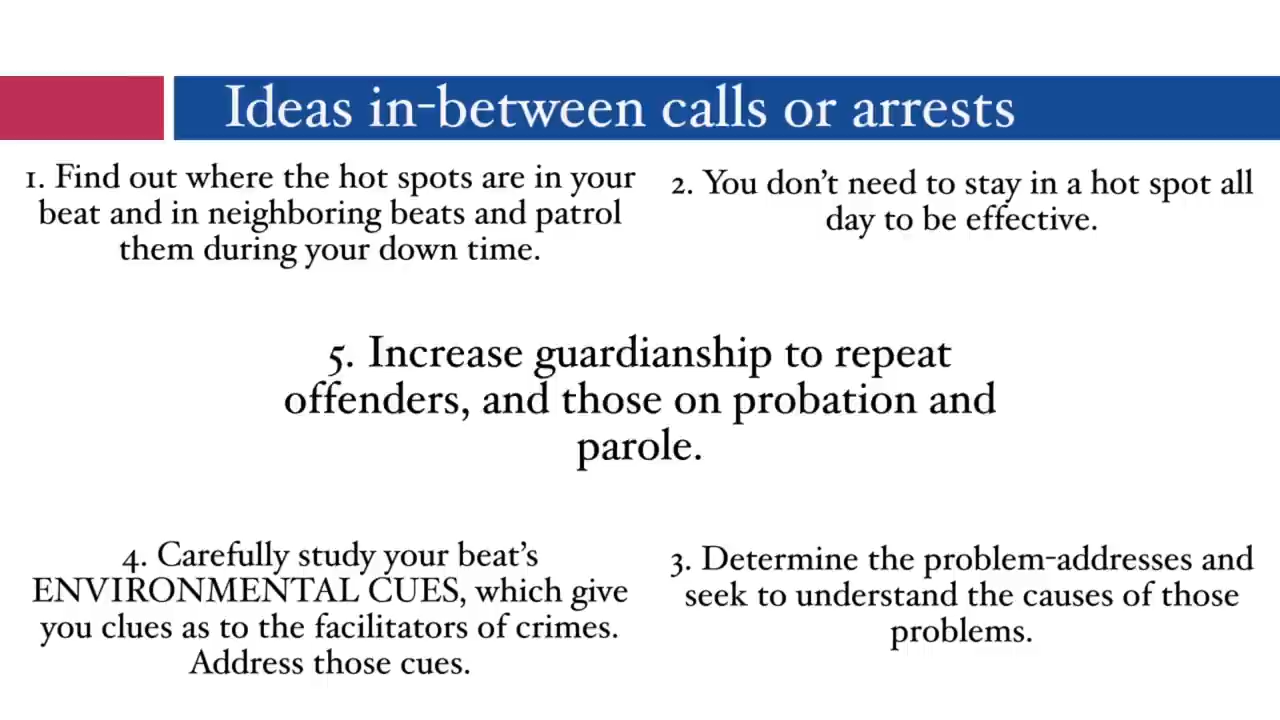 Ideas in-between calls or arrests
1. Find out where the hot spots are in your
beat and in neighboring beats and patrol
them during your down time.
2. You don’t need to stay in a hot spot all
day to be effective.
5. Increase guardianship to repeat
offenders, and those on probation and
parole.
4. Carefully study your beat’s
ENVIRONMENTAL CUES, which give
you clues as to the facilitators of crimes.
Address those cues.
3. Determine the problem-addresses and
seek to understand the causes of those
problems.